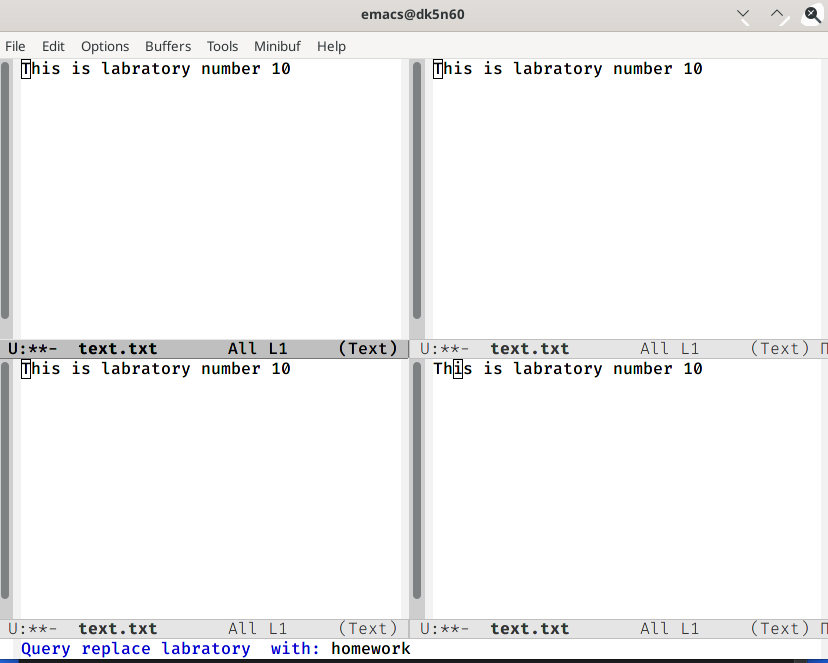 emacs@dk5n60
File Edit Options Buffers Tools Minibuf Help
This is labratory number 10
This is labratory number 10
U:**- text.txt All L1 (Text)
U:**- text.txt All L1 (Text) П
This is labratory number 10
This is labratory number 10
U:**- text.txt All L1 (Text)
U:**- text.txt All L1 (Text) П
Query replace labratory  with: homework